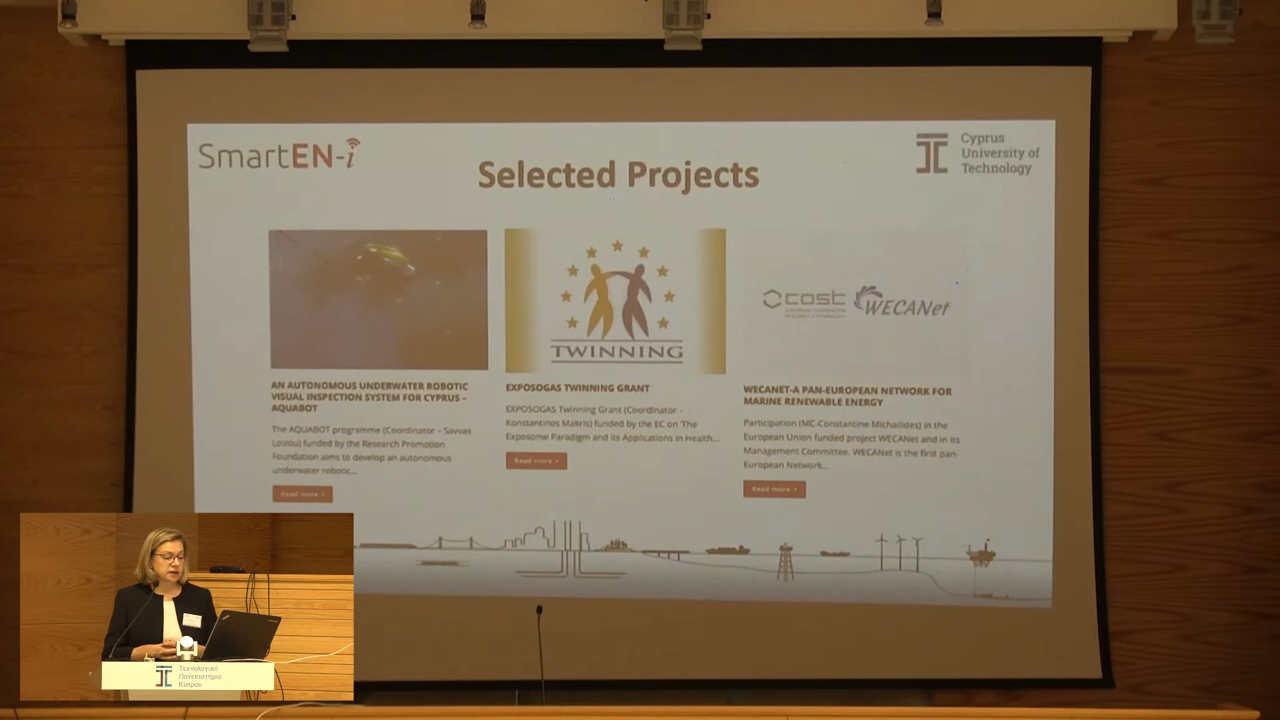 SmartEN-i
Cyprus
University of
Technology
Selected Projects
TWINNING
cost
WECANet
AN AUTONOMOUS UNDERWATER ROBOTIC
VISUAL INSPECTION SYSTEM FOR CYPRUS –
AQUABOT
The AQUABOT programme (Coordinator – Savvas
Loizou) funded by the Research Promotion
Foundation aims to develop an autonomous
underwater robotic...
Read more
EXPOSOGAS TWINNING GRANT
EXPOSOGAS Twinning Grant (Coordinator –
Konstantinos Makris) funded by the EC on 'The
Exposome Paradigm and its Applications in Health...
Read more
WECANET-A PAN-EUROPEAN NETWORK FOR
MARINE RENEWABLE ENERGY
Participation (MC-Constantine Michailides) in the
European Union funded project WECANet and in its
Management Committee. WECANet is the first pan-
European Network...
Read more
Τεχνολογικό
Πανεπιστήμιο
Κύπρου